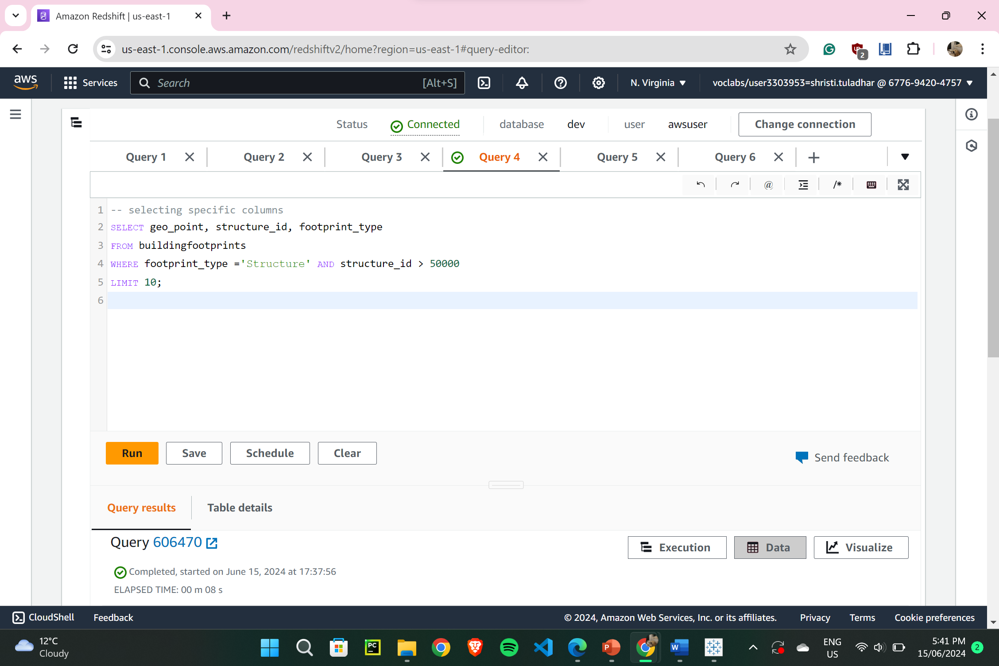 Amazon Redshift | us-east-1
us-east-1.console.aws.amazon.com/redshiftv2/home?region=us-east-1#query-editor:
2
aws
Services
Search
[Alt+S]
N. Virginia
voclabs/user3303953=shristi.tuladhar @ 6776-9420-4757
Status
Connected
database
dev
user
awsuser
Change connection
Query 1
Query 2
Query 3
Query 4
Query 5
Query 6
@
/*
1 -- selecting specific columns
2 SELECT geo_point, structure_id, footprint_type
3 FROM buildingfootprints
4 WHERE footprint_type ='Structure' AND structure_id > 50000
5 LIMIT 10;
6
Run
Save
Schedule
Clear
Send feedback
Query results
Table details
Query 606470
Execution
Data
Visualize
Completed, started on June 15, 2024 at 17:37:56
ELAPSED TIME: 00 m 08 s
CloudShell
Feedback
© 2024, Amazon Web Services, Inc. or its affiliates.
Privacy
Terms
Cookie preferences
12°C
Cloudy
PC
P
W
ENG
US
5:41 PM
15/06/2024
2